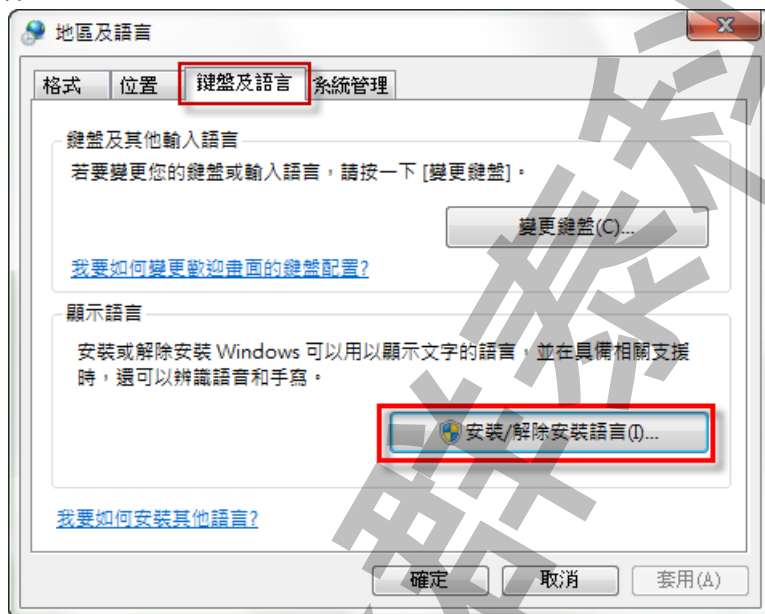 地區及語言
格式 位置 鍵盤及語言 系統管理
鍵盤及其他輸入語言
若要變更您的鍵盤或輸入語言，請按一下 [變更鍵盤]。
變更鍵盤(C)...
我要如何變更歡迎畫面的鍵盤配置?
顯示語言
安裝或解除安裝 Windows 可以用以顯示文字的語言，並在具備相關支援
時，還可以辨識語音和手寫。
安裝/解除安裝語言(I)...
我要如何安裝其他語言?
確定 取消 套用(A)
群泰科